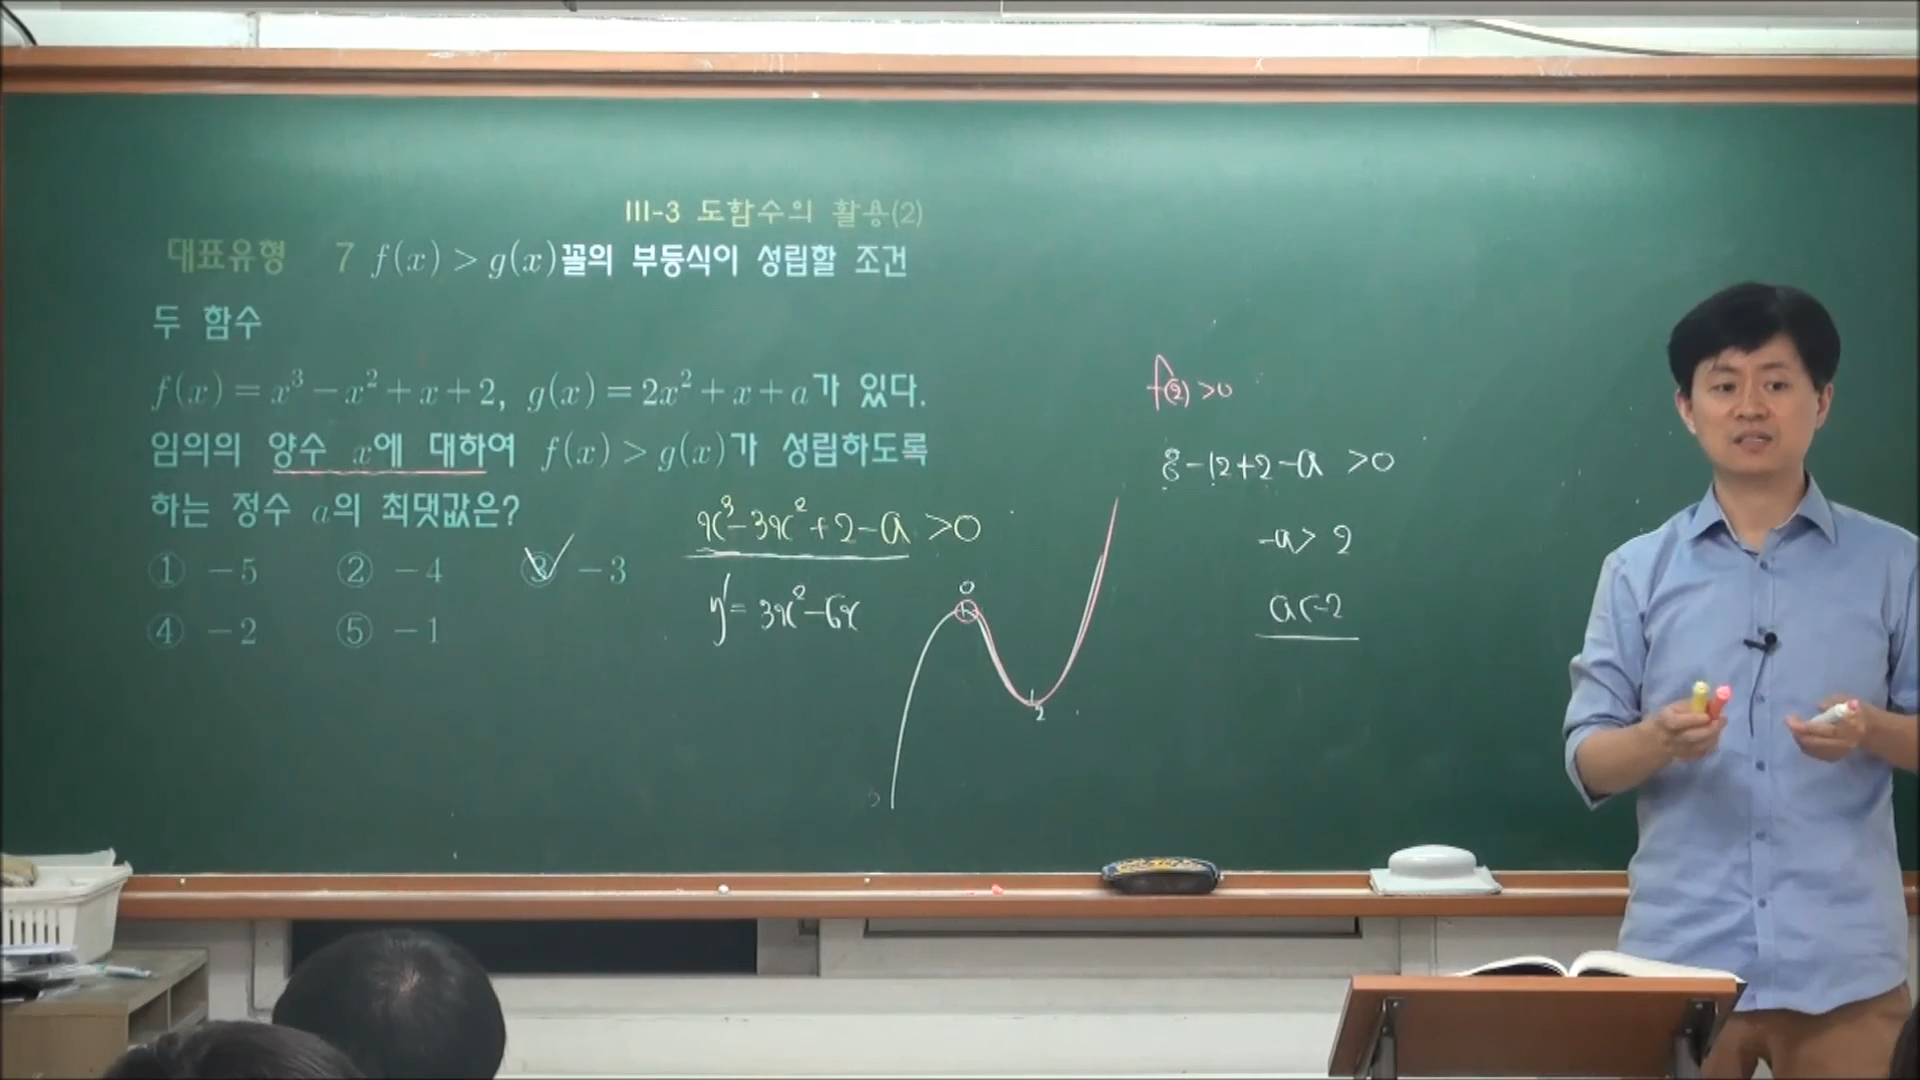 III-3 도함수의 활용(2)
대표유형 7 f(x) > g(x)꼴의 부등식이 성립할 조건
두 함수
f(x) = x³ − x² + x + 2, g(x) = 2x² + x + a가 있다.
임의의 양수 x에 대하여 f(x) > g(x)가 성립하도록
하는 정수 a의 최댓값은?
① −5 ② −4 ③ −3
④ −2 ⑤ −1
x³−3x²+2−a >0
y′= 3x²−6x
0
2
f(2) >0
8−12+2−a >0
−a> 2
a<−2